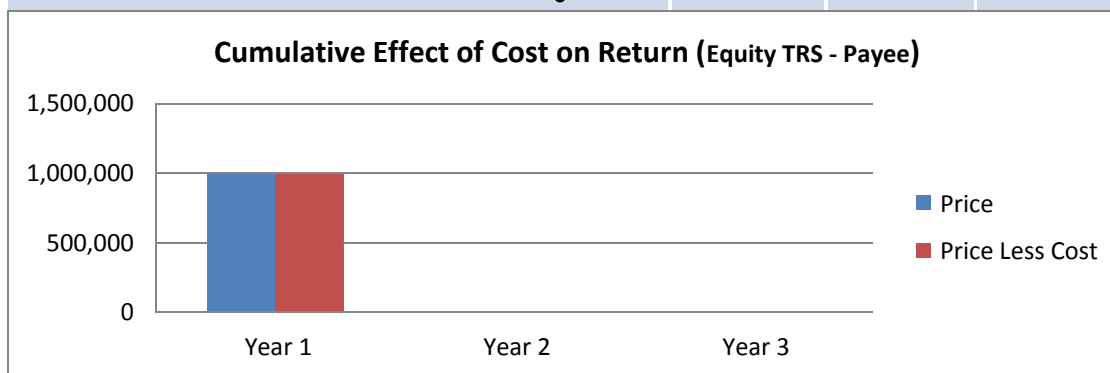 Cumulative Effect of Cost on Return (Equity TRS - Payee)
1,500,000
1,000,000
500,000
0
Year 1 Year 2 Year 3
Price
Price Less Cost